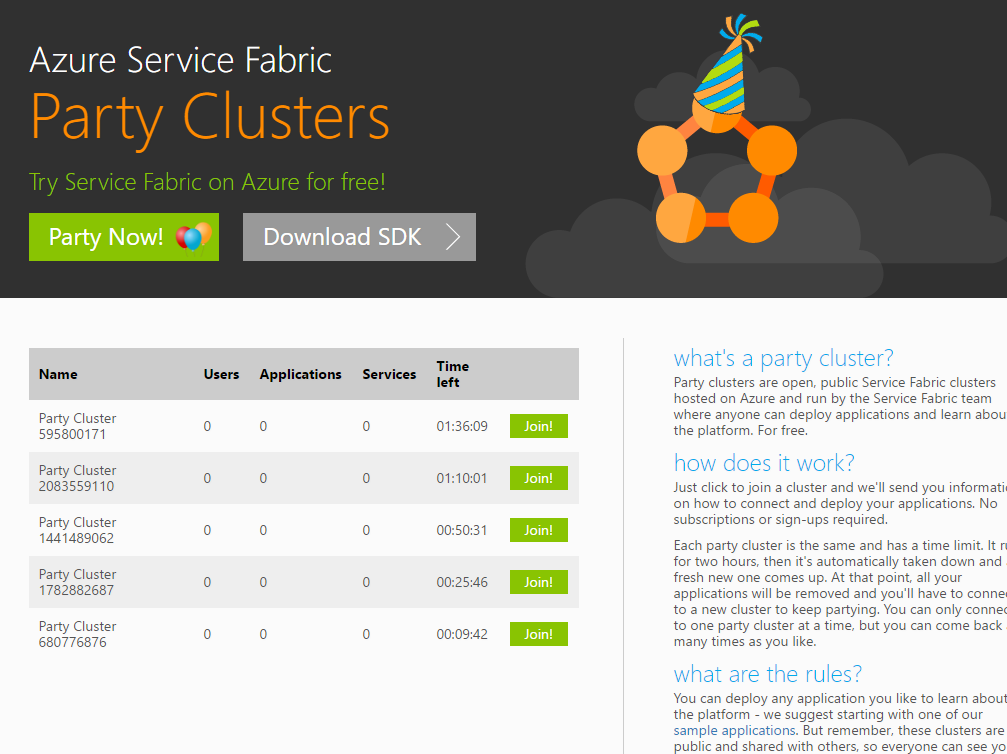 Azure Service Fabric
Party Clusters
Try Service Fabric on Azure for free!
Party Now!
Download SDK
Name Users Applications Services Time left
Party Cluster 595800171 0 0 0 01:36:09 Join!
Party Cluster 2083559110 0 0 0 01:10:01 Join!
Party Cluster 1441489062 0 0 0 00:50:31 Join!
Party Cluster 1782882687 0 0 0 00:25:46 Join!
Party Cluster 680776876 0 0 0 00:09:42 Join!
what's a party cluster?
Party clusters are open, public Service Fabric clusters
hosted on Azure and run by the Service Fabric team
where anyone can deploy applications and learn abou
the platform. For free.
how does it work?
Just click to join a cluster and we'll send you informati
on how to connect and deploy your applications. No
subscriptions or sign-ups required.
Each party cluster is the same and has a time limit. It ru
for two hours, then it's automatically taken down and
fresh new one comes up. At that point, all your
applications will be removed and you'll have to connec
to a new cluster to keep partying. You can only connec
to one party cluster at a time, but you can come back
many times as you like.
what are the rules?
You can deploy any application you like to learn about
the platform - we suggest starting with one of our
sample applications. But remember, these clusters are
public and shared with others, so everyone can see yo